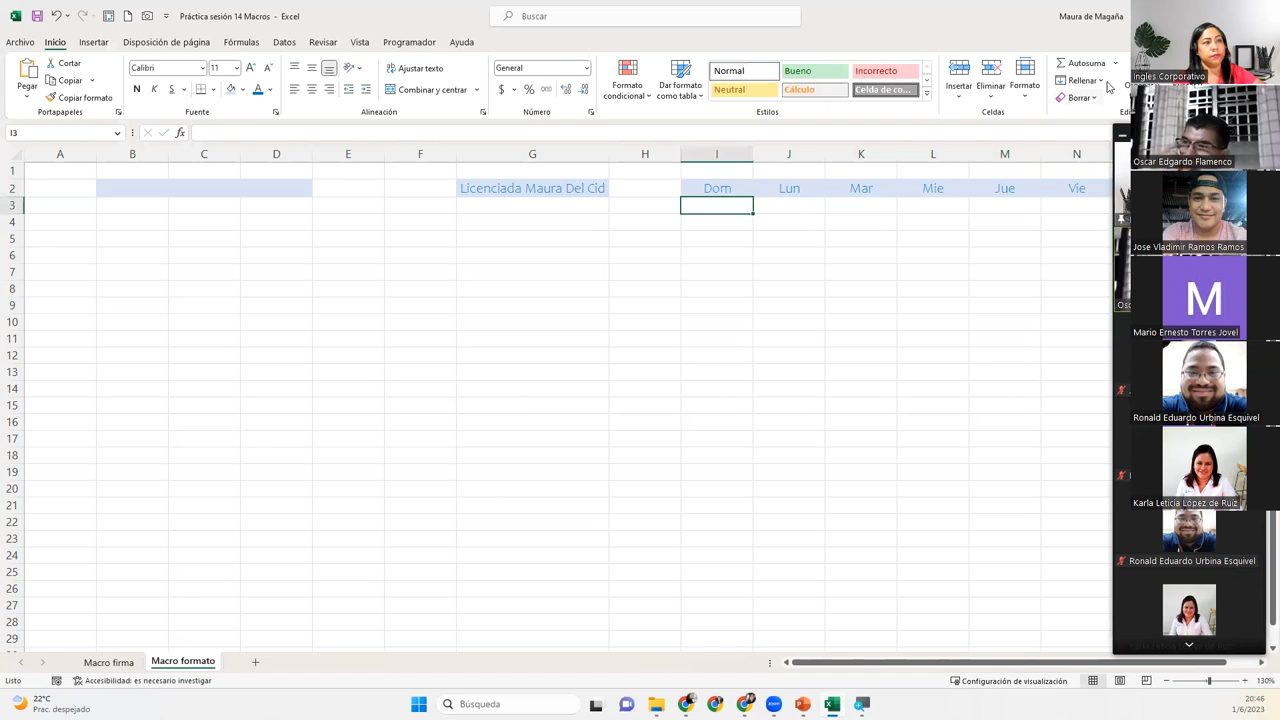 Práctica sesión 14 Macros - Excel
Buscar
Maura de Magaña
Archivo Inicio Insertar Disposición de página Fórmulas Datos Revisar Vista Programador Ayuda
Pegar
Cortar
Copiar
Copiar formato
Portapapeles
Calibri 11
N K S
Fuente
Ajustar texto
Combinar y centrar
Alineación
General
$ % 000
Número
Formato condicional
Dar formato como tabla
Normal Bueno Incorrecto
Neutral Cálculo Celda de co...
Estilos
Insertar Eliminar Formato
Celdas
Autosuma
Rellenar
Borrar
I3
fx
A B C D E F G H I J K L M N
1
2 Licenciada Maura Del Cid Dom Lun Mar Mie Jue Vie
3
4
5
6
7
8
9
10
11
12
13
14
15
16
17
18
19
20
21
22
23
24
25
26
27
28
29
Ingles Corporativo
Oscar Edgardo Flamenco
Jose Vladimir Ramos Ramos
M
Mario Ernesto Torres Jovel
Ronald Eduardo Urbina Esquivel
Karla Leticia López de Ruiz
Ronald Eduardo Urbina Esquivel
Macro firma Macro formato
Listo Accesibilidad: es necesario investigar Configuración de visualización 130%
22°C
Prac. despejado
Búsqueda
zoom
20:46
1/6/2023